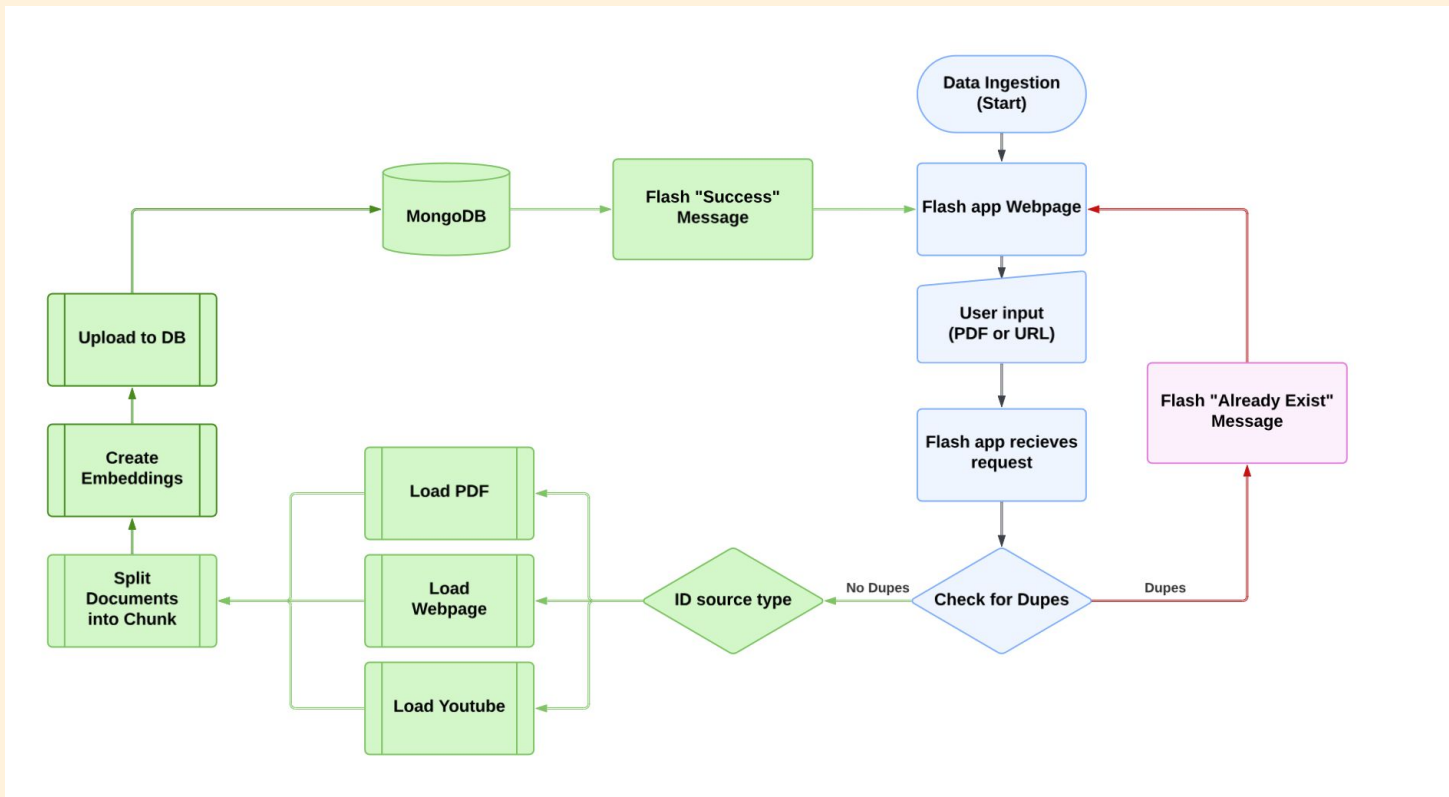 Data Ingestion
(Start)
Flash app Webpage
User input
(PDF or URL)
Flash app recieves
request
Check for Dupes
Dupes
Flash "Already Exist"
Message
No Dupes
ID source type
Load PDF
Load
Webpage
Load Youtube
Split
Documents
into Chunk
Create
Embeddings
Upload to DB
MongoDB
Flash "Success"
Message